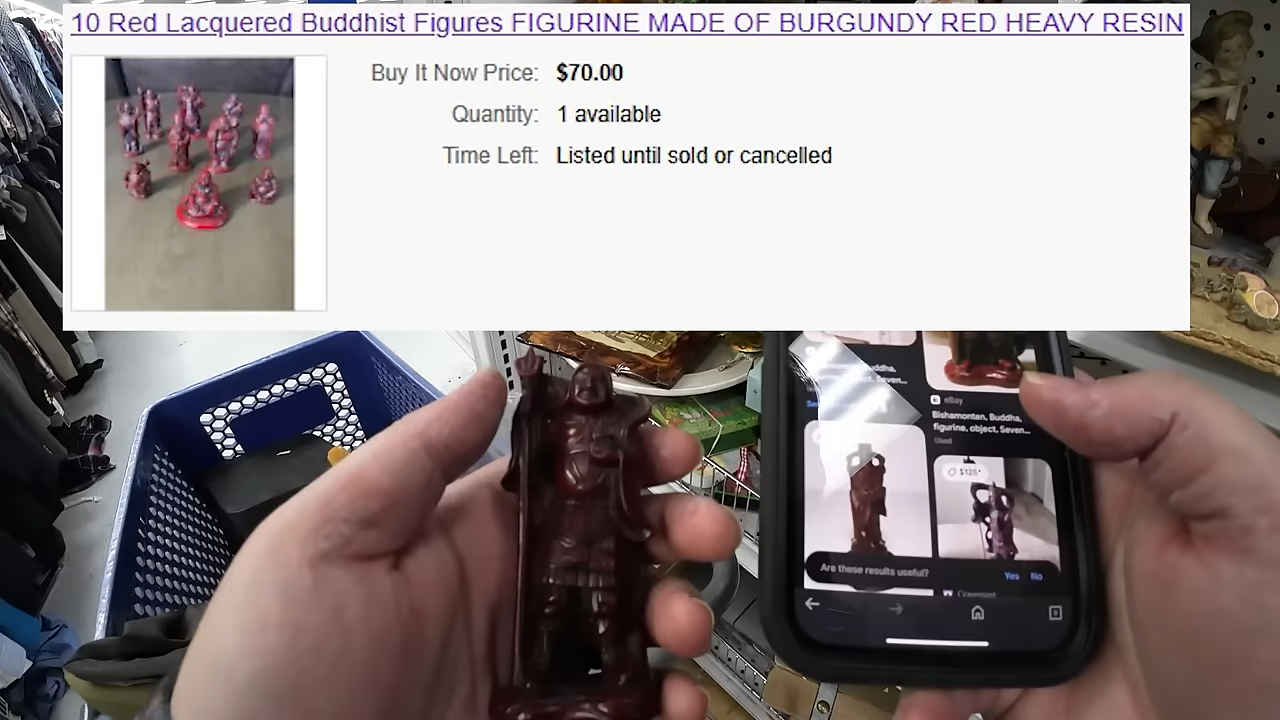 10 Red Lacquered Buddhist Figures FIGURINE MADE OF BURGUNDY RED HEAVY RESIN
Buy It Now Price: $70.00
Quantity: 1 available
Time Left: Listed until sold or cancelled
eBay
Bishamonten, Buddha,
figurine, object, Seven...
Used
$125*
Are these results useful? Yes No